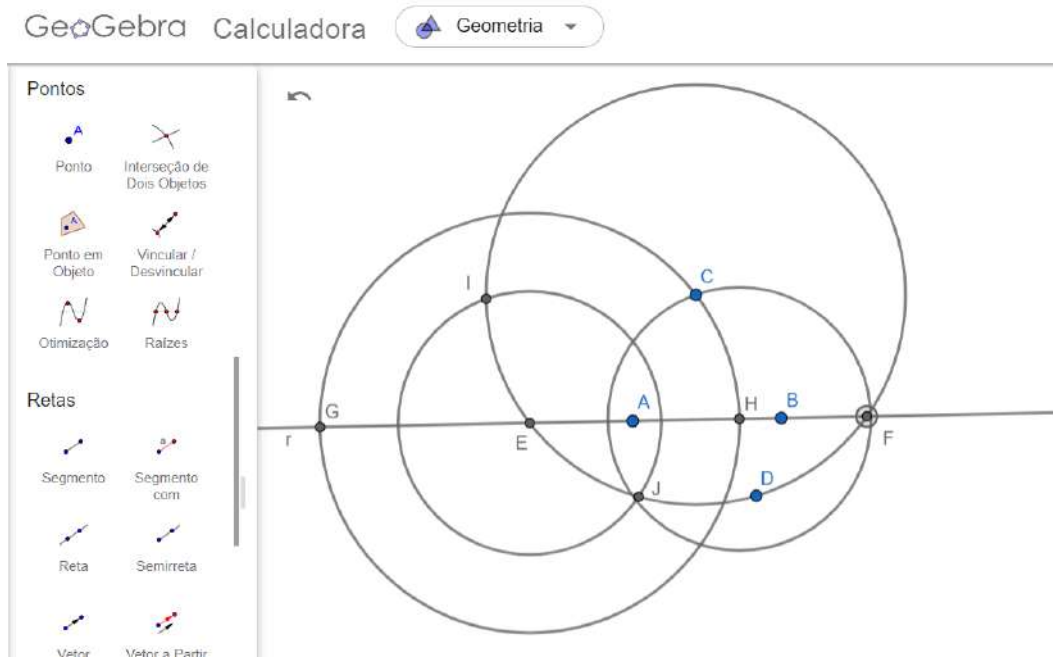 GeoGebra Calculadora Geometria
Pontos
A
Ponto
Interseção de
Dois Objetos
A
Ponto em
Objeto
Vincular /
Desvincular
Otimização
Raízes
Retas
a
Segmento
Segmento
com
Reta
Semirreta
Vetor
Vetor a Partir
C
I
G
A
H
B
r
E
F
D
J